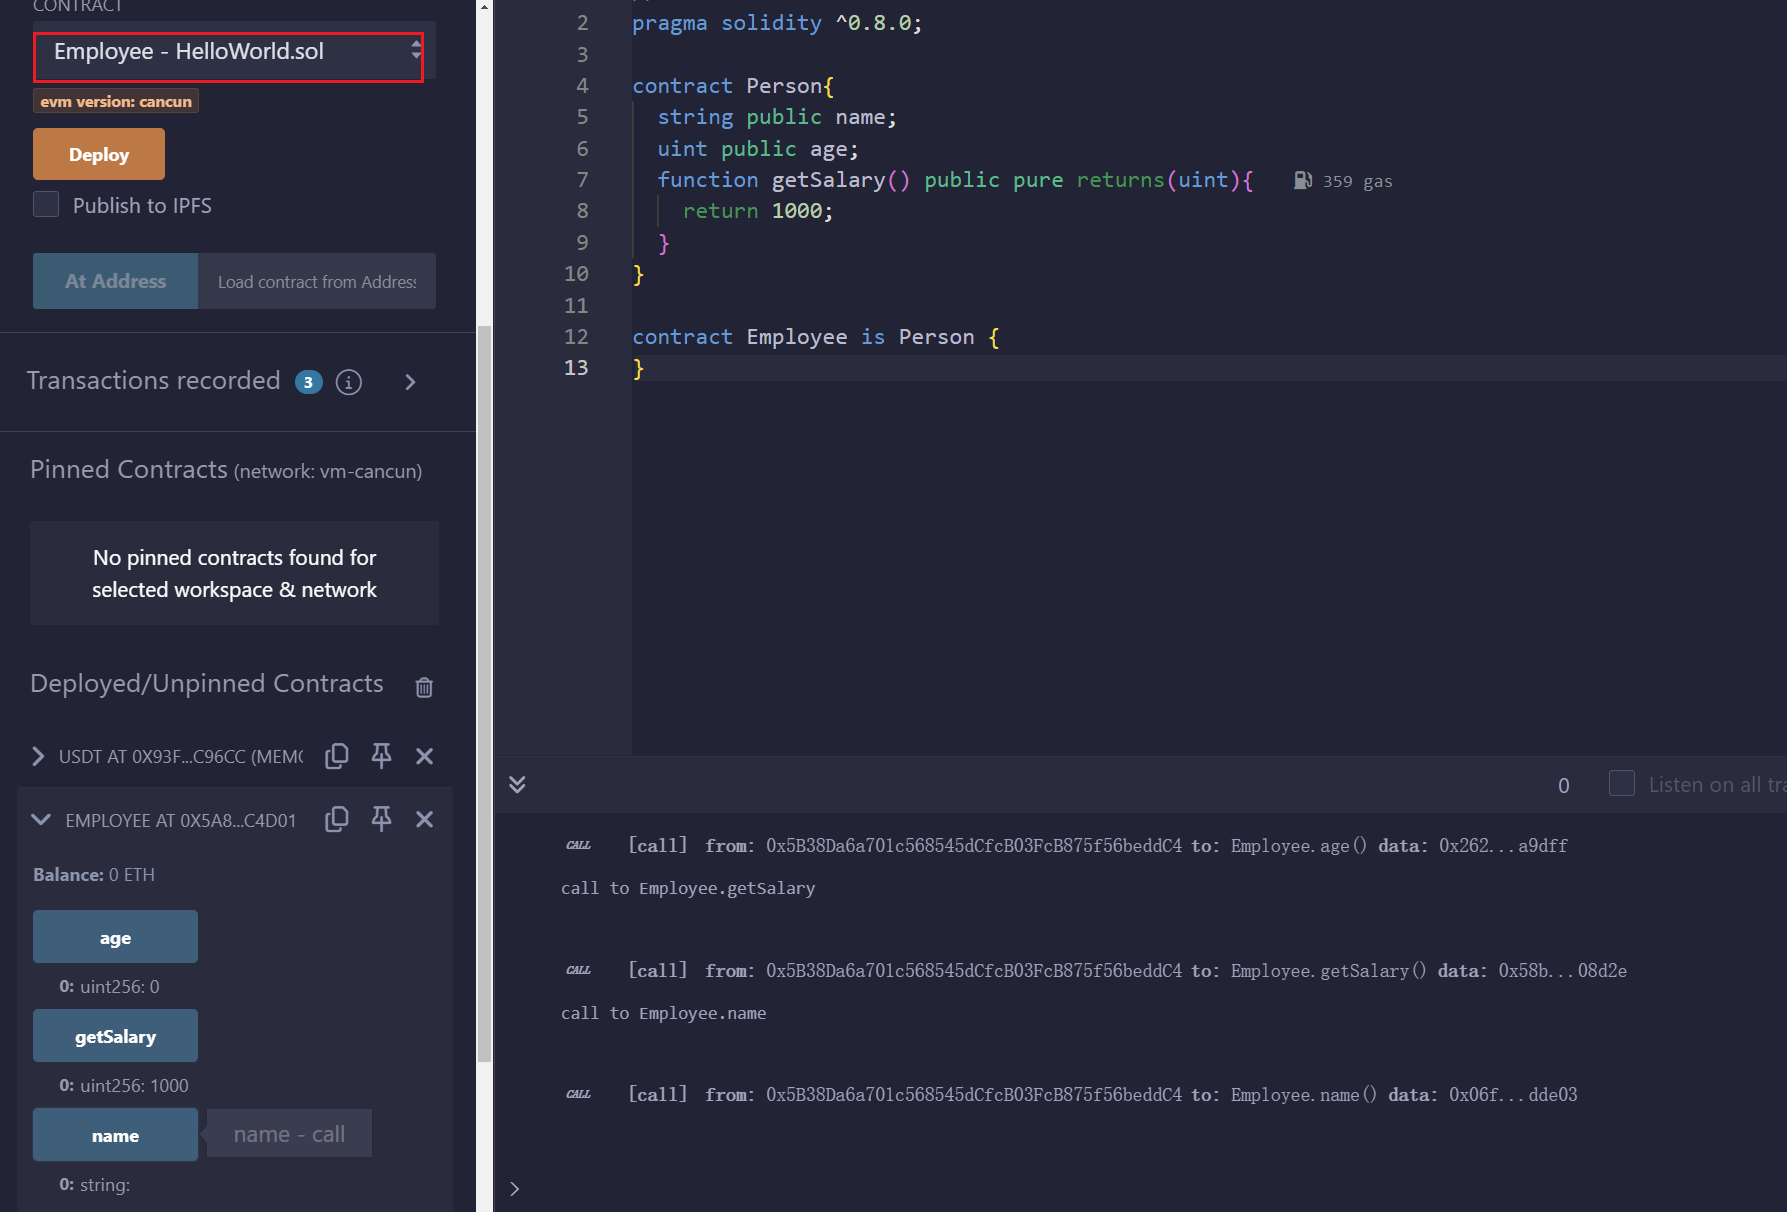 CONTRACT
Employee - HelloWorld.sol
evm version: cancun
Deploy
Publish to IPFS
At Address
Load contract from Address
Transactions recorded 3
Pinned Contracts (network: vm-cancun)
No pinned contracts found for
selected workspace & network
Deployed/Unpinned Contracts
USDT AT 0X93F...C96CC (MEMO
EMPLOYEE AT 0X5A8...C4D01
Balance: 0 ETH
age
0: uint256: 0
getSalary
0: uint256: 1000
name
name - call
0: string:
2 pragma solidity ^0.8.0;
3
4 contract Person{
5 string public name;
6 uint public age;
7 function getSalary() public pure returns(uint){ 359 gas
8 return 1000;
9 }
10 }
11
12 contract Employee is Person {
13 }
0 Listen on all tra
CALL [call] from: 0x5B38Da6a701c568545dCfcB03FcB875f56beddC4 to: Employee.age() data: 0x262...a9dff
call to Employee.getSalary
CALL [call] from: 0x5B38Da6a701c568545dCfcB03FcB875f56beddC4 to: Employee.getSalary() data: 0x58b...08d2e
call to Employee.name
CALL [call] from: 0x5B38Da6a701c568545dCfcB03FcB875f56beddC4 to: Employee.name() data: 0x06f...dde03
>